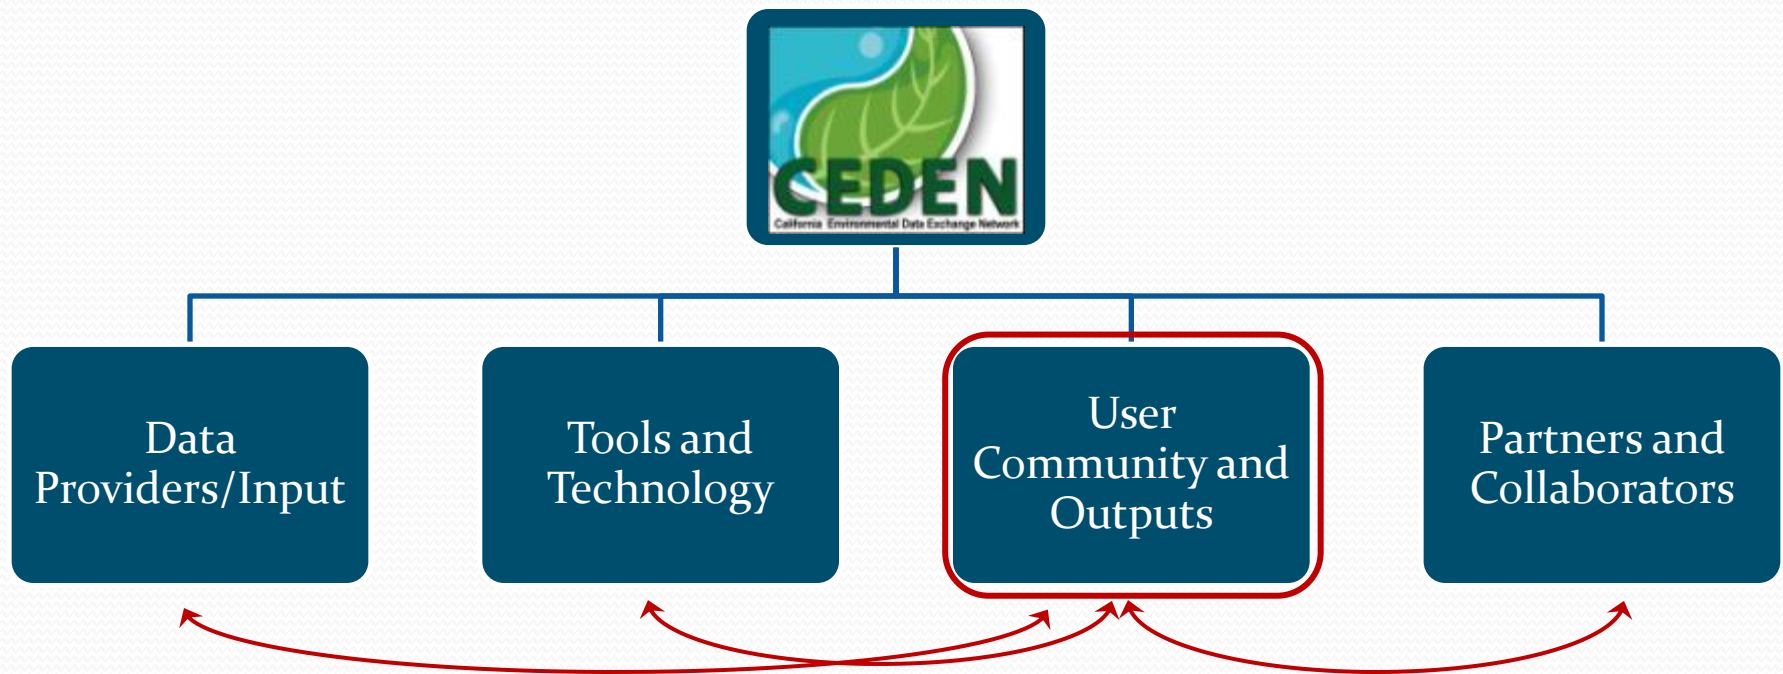 CEDEN
California Environmental Data Exchange Network
Data
Providers/Input
Tools and
Technology
User
Community and
Outputs
Partners and
Collaborators